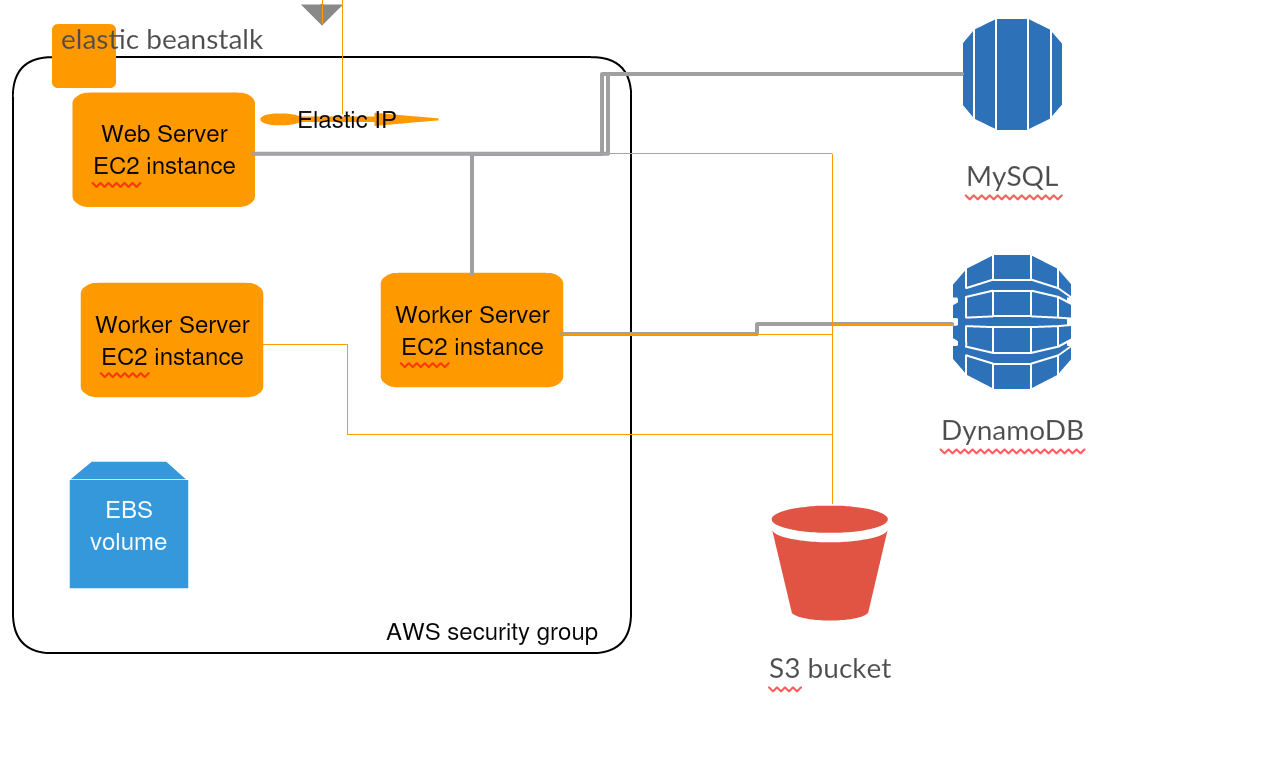 elastic beanstalk
Web Server
EC2 instance
Elastic IP
MySQL
Worker Server
EC2 instance
Worker Server
EC2 instance
DynamoDB
EBS
volume
AWS security group
S3 bucket